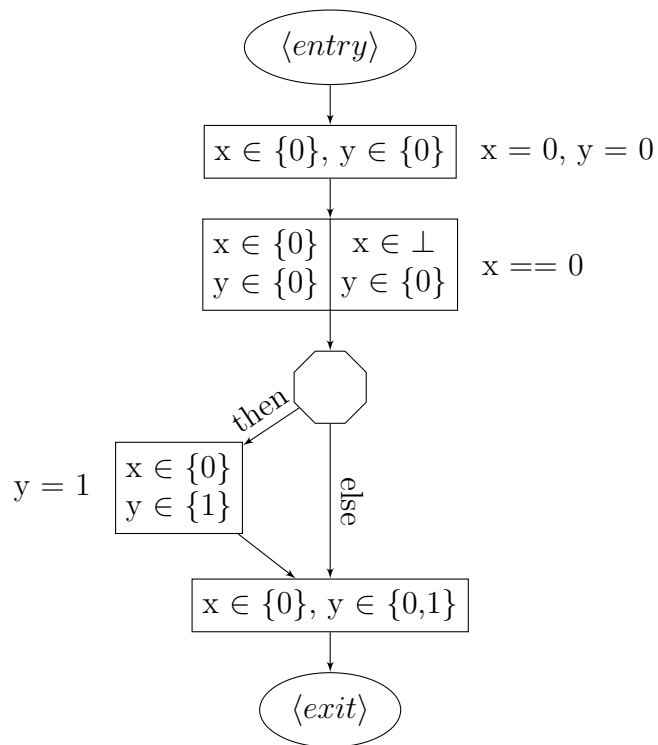 ⟨entry⟩
x ∈ {0}, y ∈ {0}
x = 0, y = 0
x ∈ {0}
y ∈ {0}
x ∈ ⊥
y ∈ {0}
x == 0
then
else
y = 1
x ∈ {0}
y ∈ {1}
x ∈ {0}, y ∈ {0,1}
⟨exit⟩